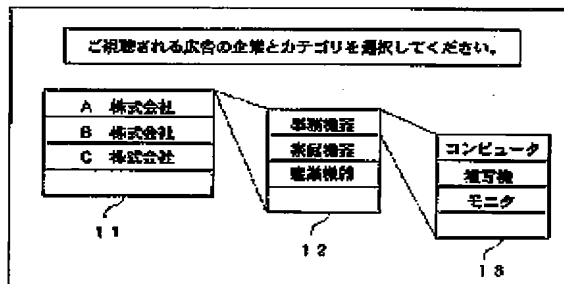 ご視聴される広告の企業とカテゴリを選択してください。
A 株式会社
B 株式会社
C 株式会社
事務機器
家庭機器
産業機器
コンピュータ
複写機
モニタ
11
12
13